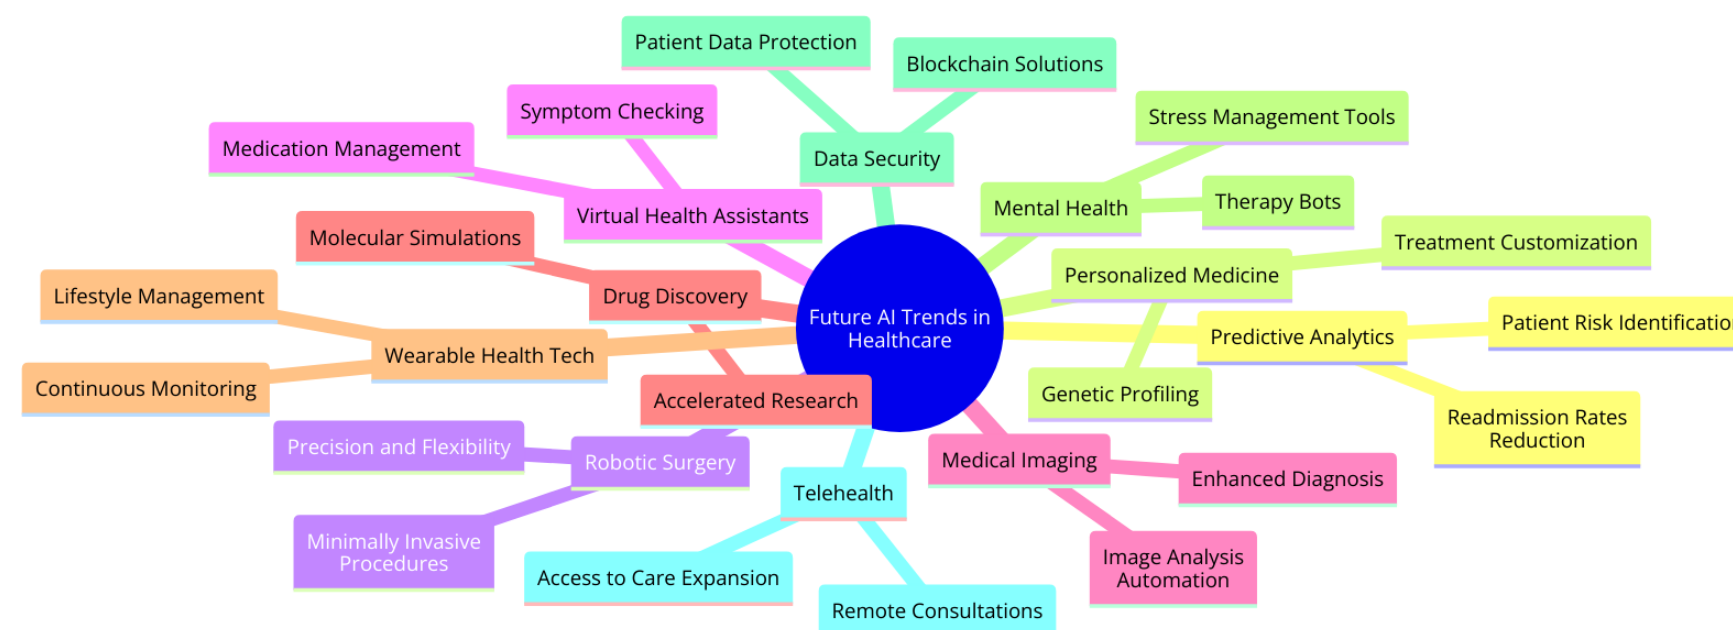 Patient Data Protection
Blockchain Solutions
Symptom Checking
Stress Management Tools
Medication Management
Data Security
Virtual Health Assistants
Mental Health
Therapy Bots
Molecular Simulations
Treatment Customization
Personalized Medicine
Lifestyle Management
Drug Discovery
Future AI Trends in
Healthcare
Patient Risk Identificatio
Predictive Analytics
Wearable Health Tech
Continuous Monitoring
Accelerated Research
Genetic Profiling
Readmission Rates
Reduction
Precision and Flexibility
Robotic Surgery
Medical Imaging
Enhanced Diagnosis
Telehealth
Minimally Invasive
Procedures
Image Analysis
Automation
Access to Care Expansion
Remote Consultations